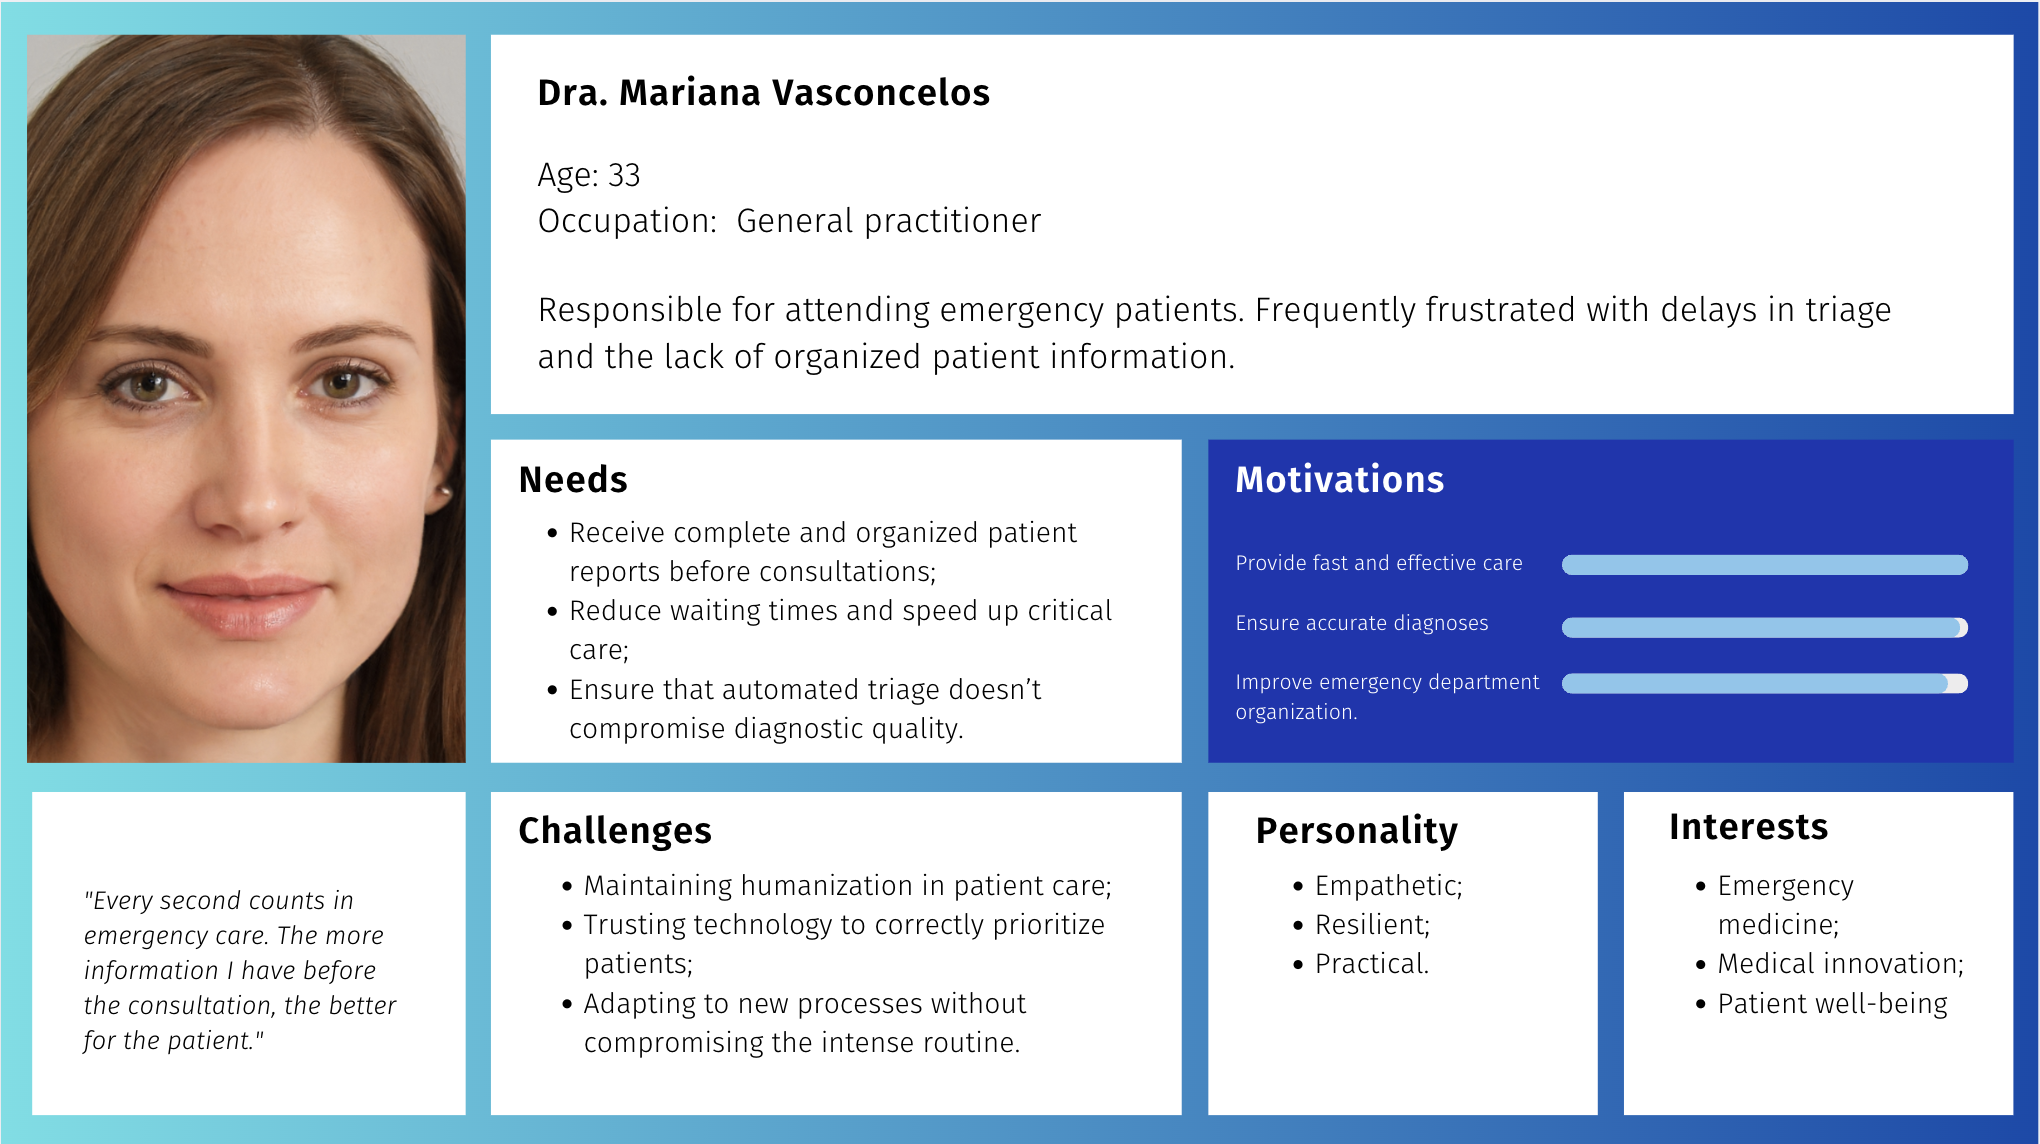 Dra. Mariana Vasconcelos
Age: 33
Occupation:  General practitioner
Responsible for attending emergency patients. Frequently frustrated with delays in triage
and the lack of organized patient information.
Needs
• Receive complete and organized patient
reports before consultations;
• Reduce waiting times and speed up critical
care;
• Ensure that automated triage doesn’t
compromise diagnostic quality.
Motivations
Provide fast and effective care
Ensure accurate diagnoses
Improve emergency department
organization.
"Every second counts in
emergency care. The more
information I have before
the consultation, the better
for the patient."
Challenges
• Maintaining humanization in patient care;
• Trusting technology to correctly prioritize
patients;
• Adapting to new processes without
compromising the intense routine.
Personality
• Empathetic;
• Resilient;
• Practical.
Interests
• Emergency
medicine;
• Medical innovation;
• Patient well-being